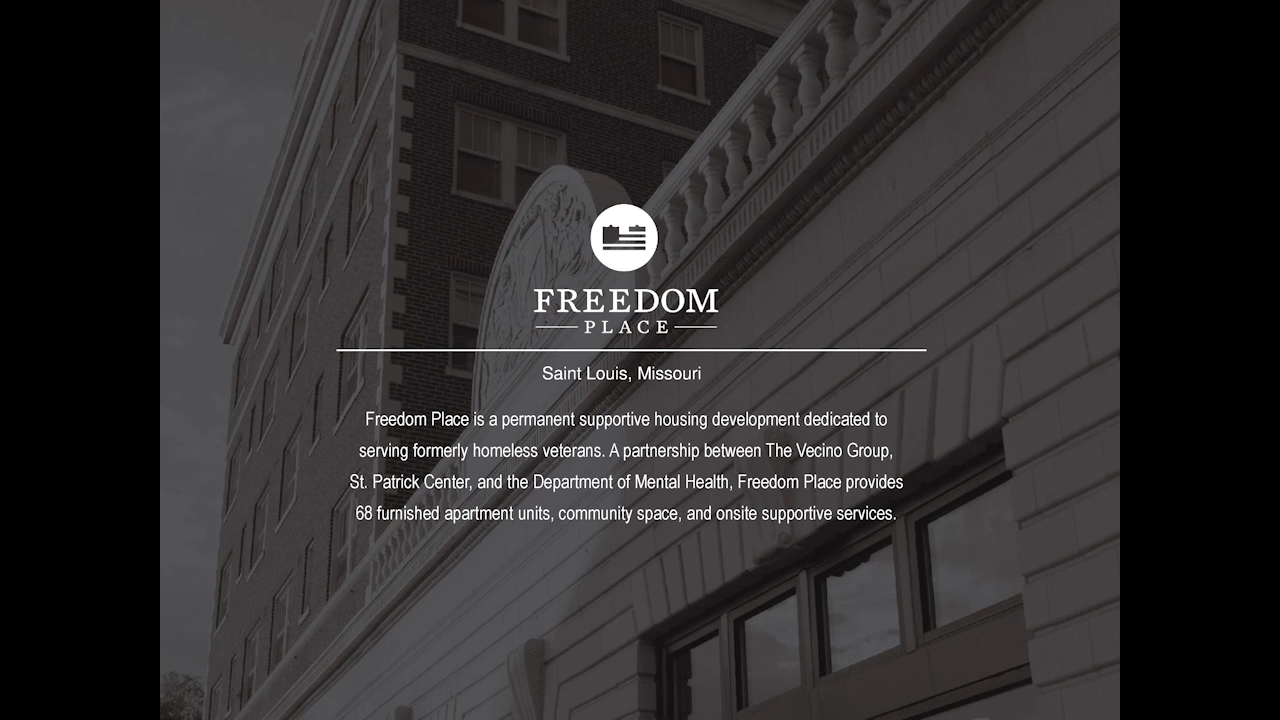 FREEDOM
PLACE
Saint Louis, Missouri
Freedom Place is a permanent supportive housing development dedicated to
serving formerly homeless veterans. A partnership between The Vecino Group,
St. Patrick Center, and the Department of Mental Health, Freedom Place provides
68 furnished apartment units, community space, and onsite supportive services.